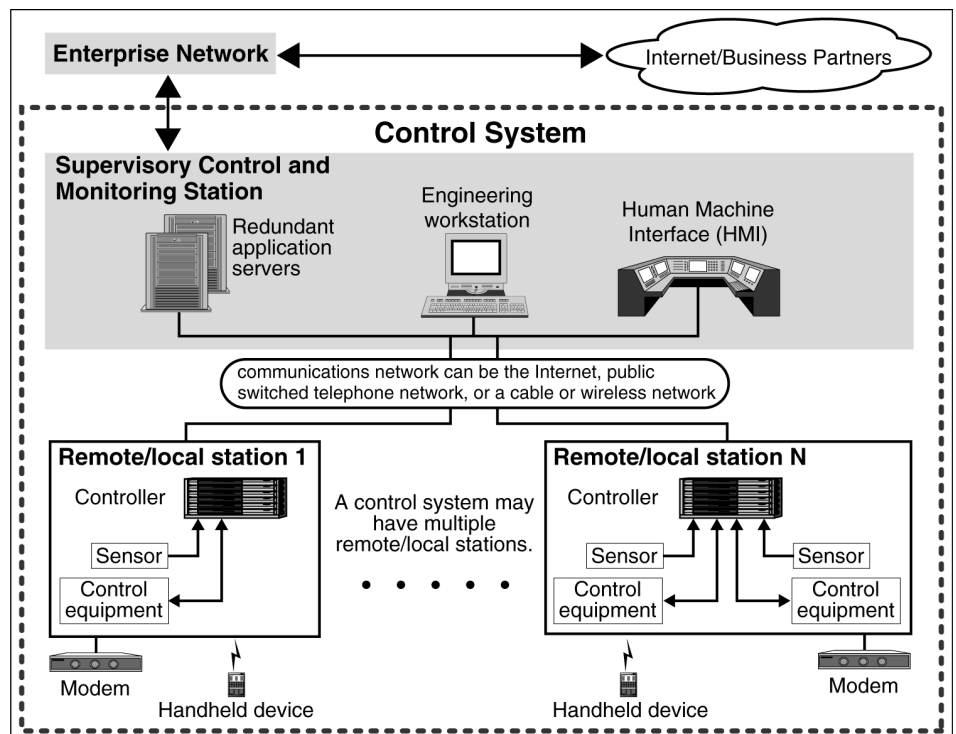 Enterprise Network
Internet/Business Partners
Control System
Supervisory Control and
Monitoring Station
Redundant
application
servers
Engineering
workstation
Human Machine
Interface (HMI)
communications network can be the Internet, public
switched telephone network, or a cable or wireless network
Remote/local station 1
Controller
Sensor
Control
equipment
Modem
Handheld device
A control system may
have multiple
remote/local stations.
Remote/local station N
Controller
Sensor
Sensor
Control
equipment
Control
equipment
Handheld device
Modem